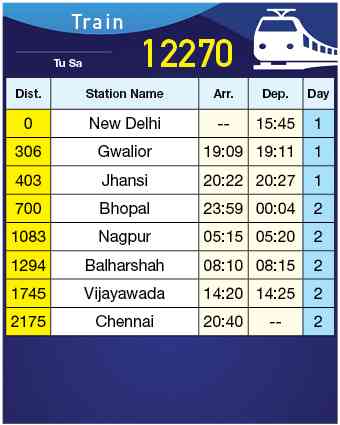 Train
Tu Sa
12270
Dist. Station Name Arr. Dep. Day
0 New Delhi -- 15:45 1
306 Gwalior 19:09 19:11 1
403 Jhansi 20:22 20:27 1
700 Bhopal 23:59 00:04 2
1083 Nagpur 05:15 05:20 2
1294 Balharshah 08:10 08:15 2
1745 Vijayawada 14:20 14:25 2
2175 Chennai 20:40 -- 2